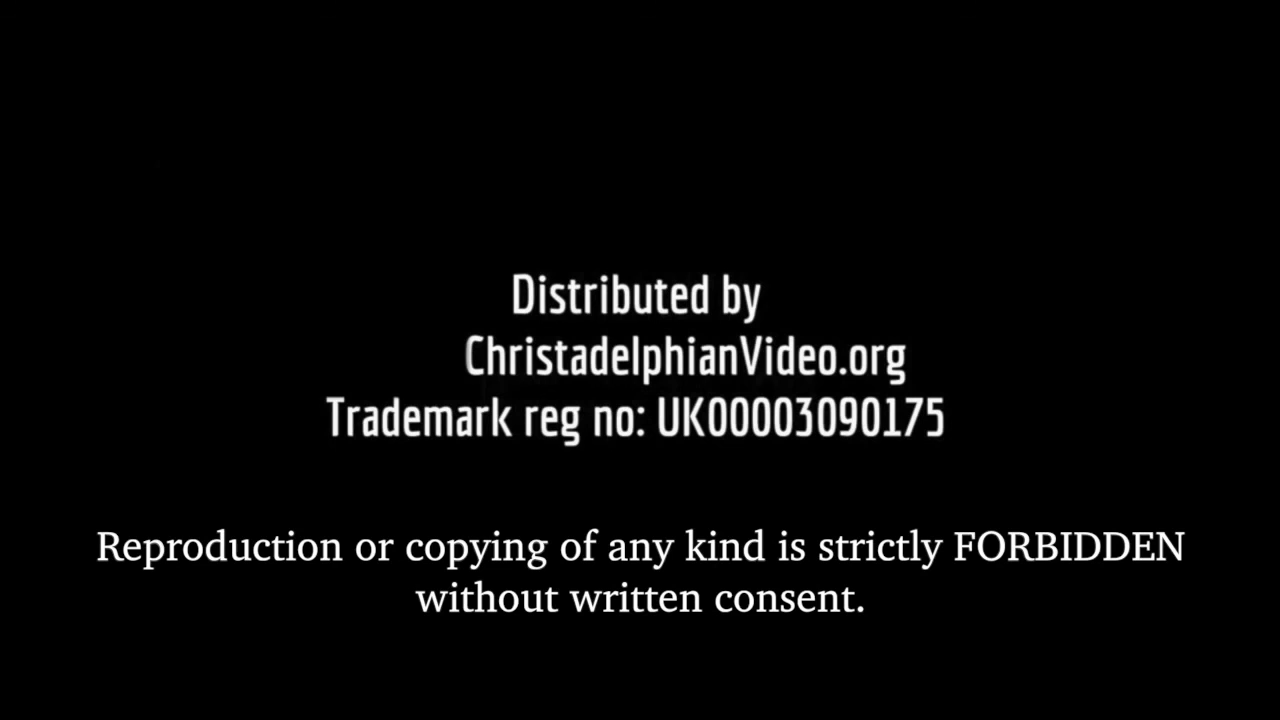 Distributed by
ChristadelphianVideo.org
Trademark reg no: UK00003090175
Reproduction or copying of any kind is strictly FORBIDDEN
without written consent.